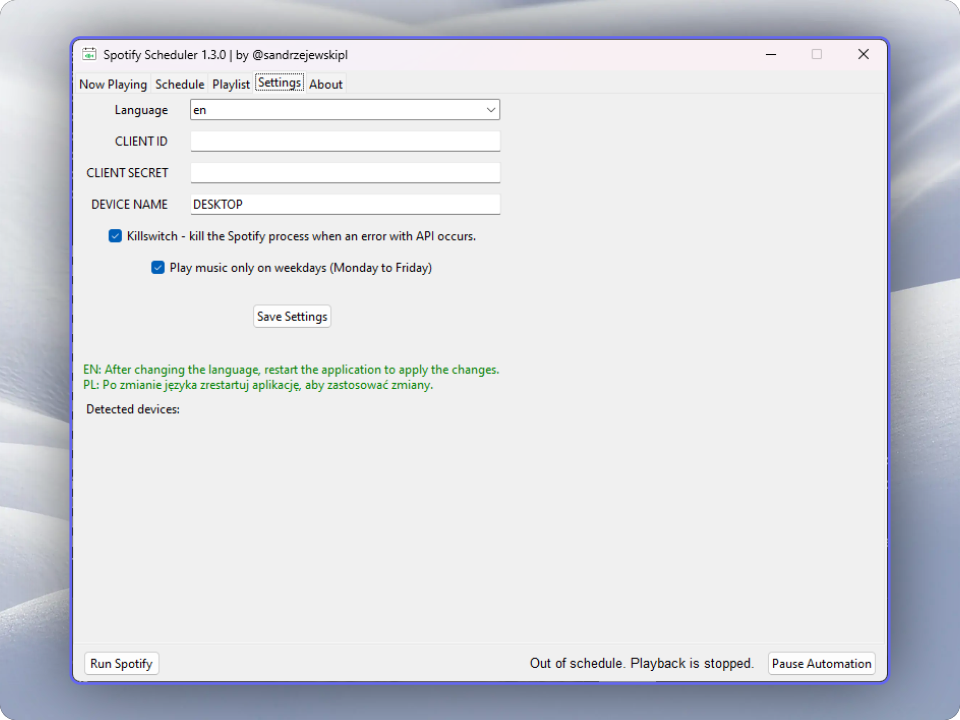 Spotify Scheduler 1.3.0 | by @sandrzejewskipl
Now Playing Schedule Playlist Settings About
Language en
CLIENT ID
CLIENT SECRET
DEVICE NAME DESKTOP
Killswitch - kill the Spotify process when an error with API occurs.
Play music only on weekdays (Monday to Friday)
Save Settings
EN: After changing the language, restart the application to apply the changes.
PL: Po zmianie języka zrestartuj aplikację, aby zastosować zmiany.
Detected devices:
Run Spotify Out of schedule. Playback is stopped. Pause Automation